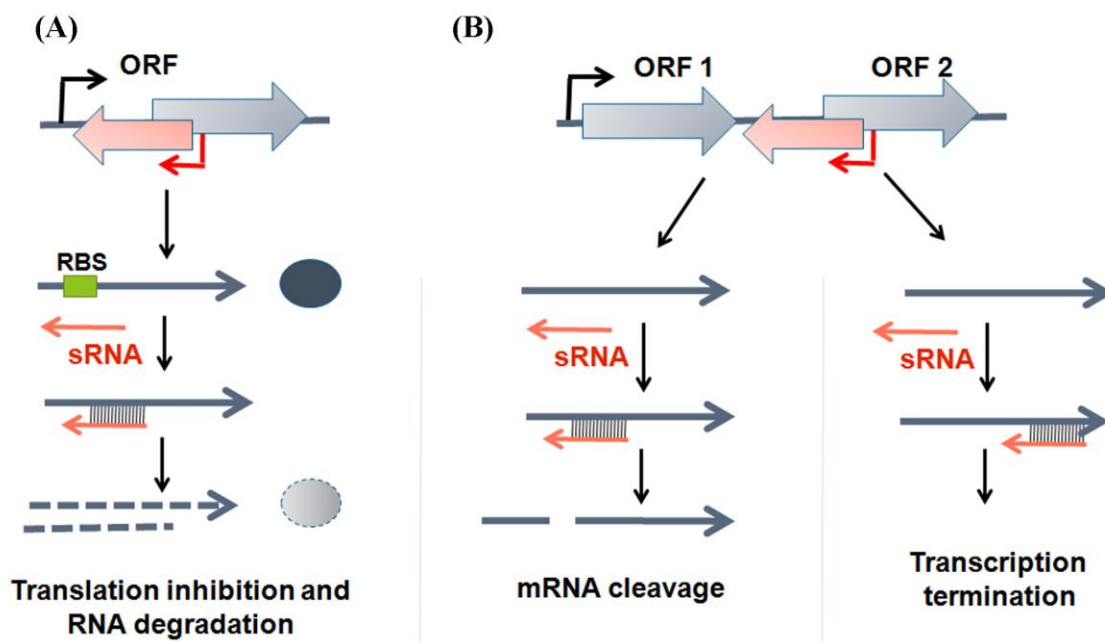 (A)
ORF
RBS
sRNA
Translation inhibition and
RNA degradation
(B)
ORF 1
ORF 2
sRNA
mRNA cleavage
sRNA
Transcription
termination